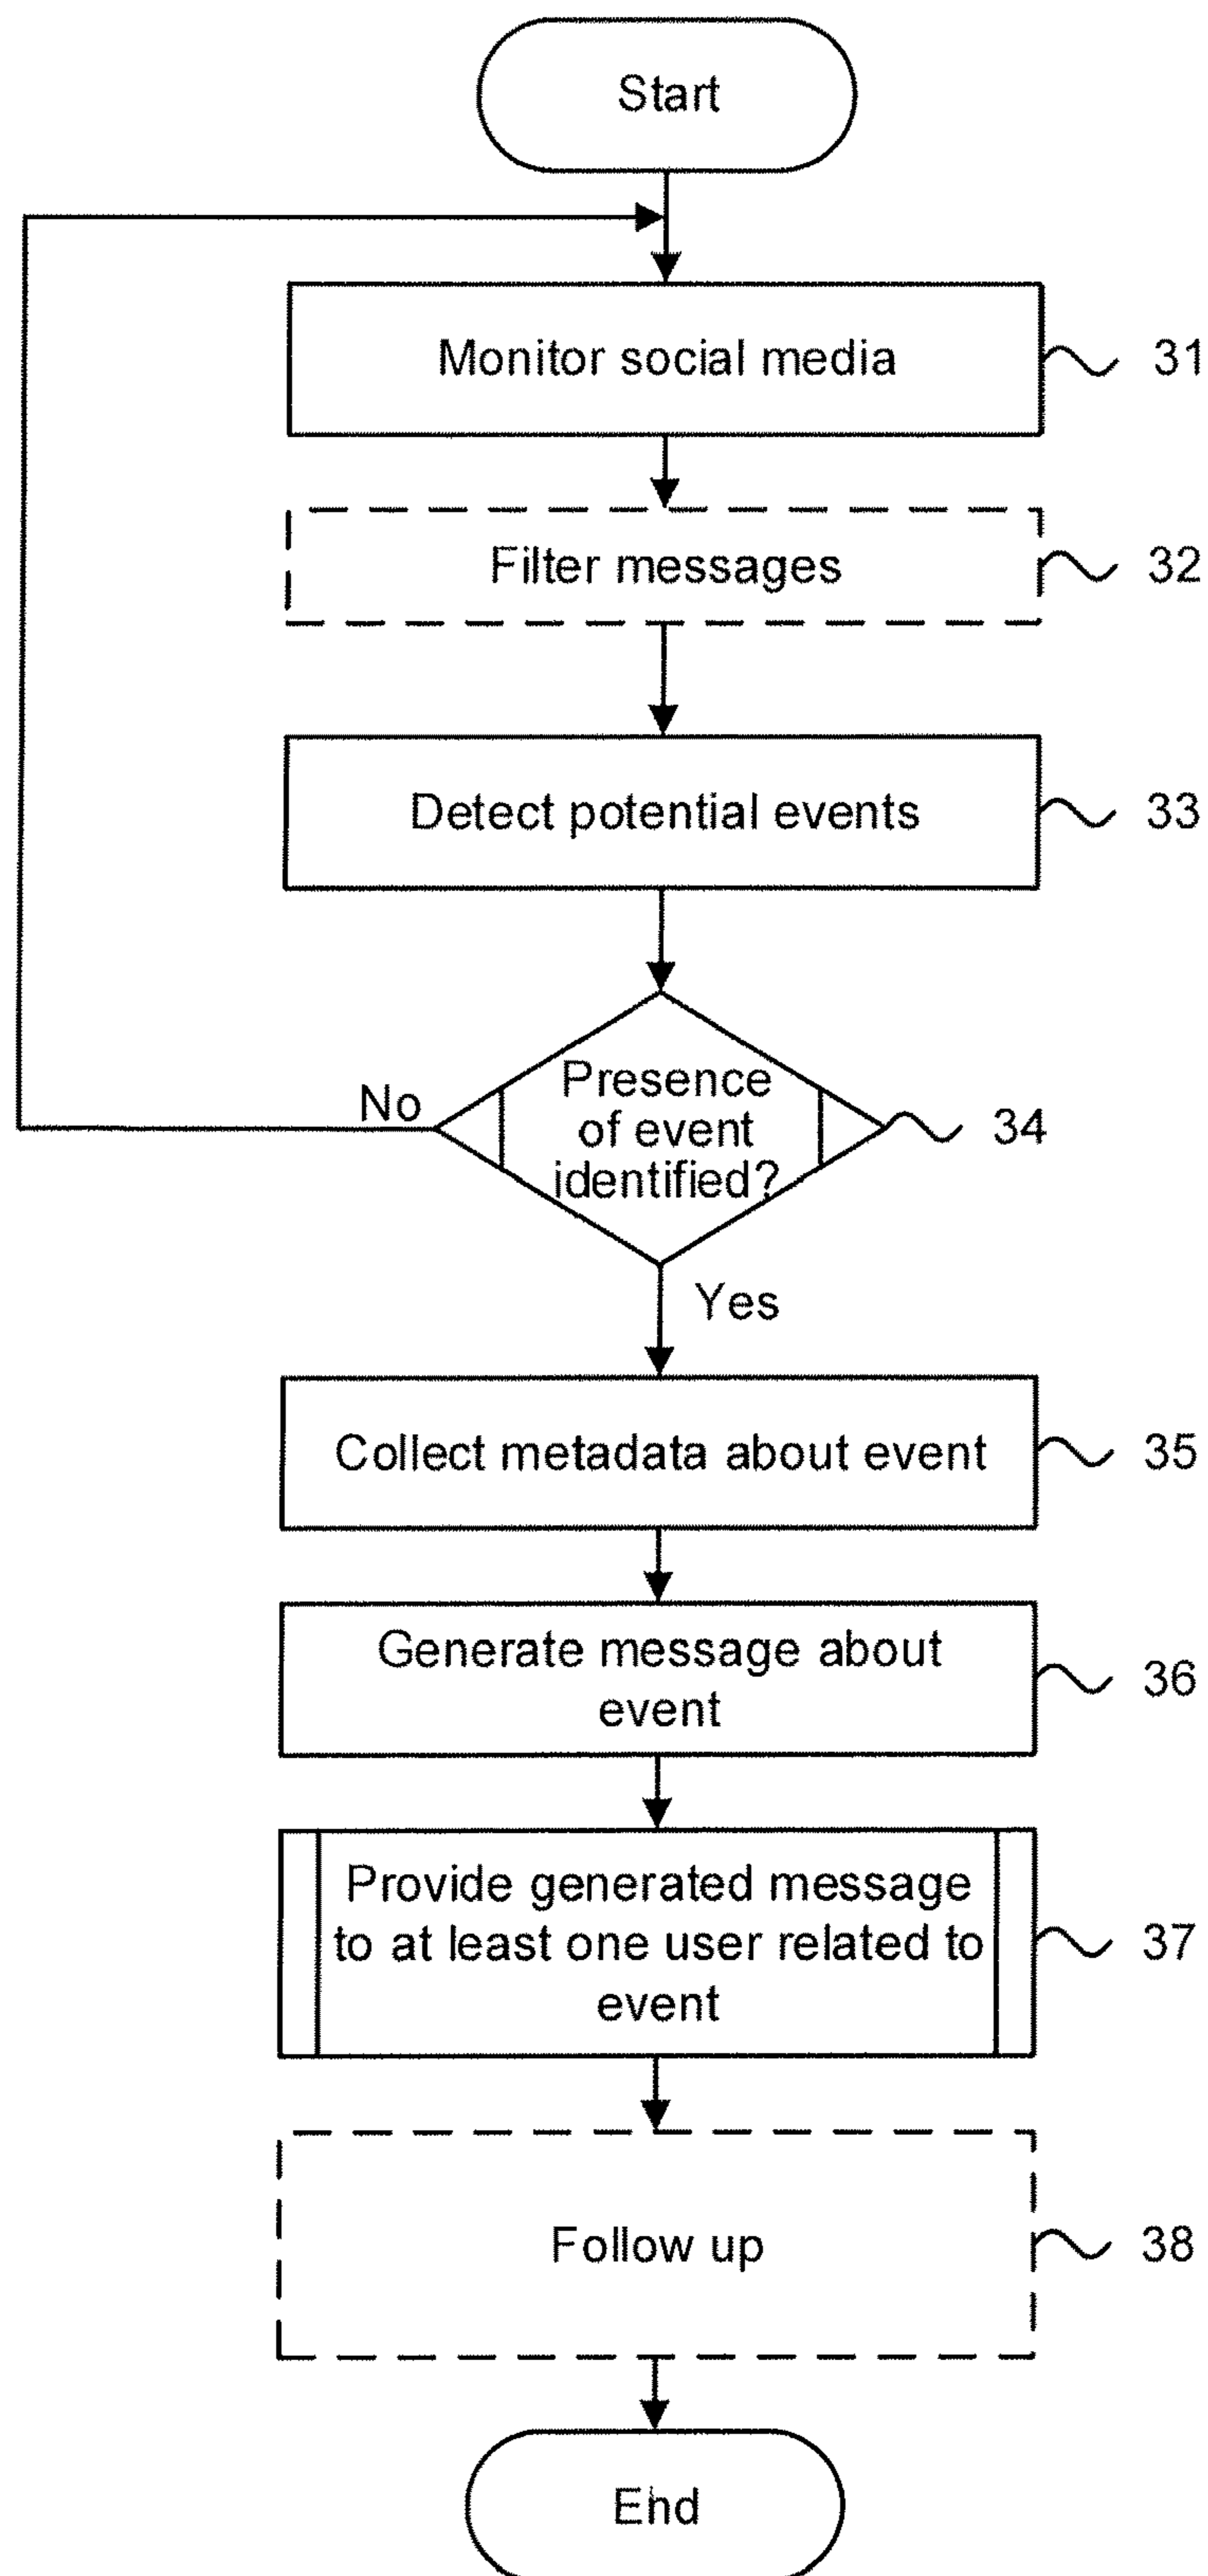 Start
Monitor social media
31
Filter messages
32
Detect potential events
33
Presence
of event
identified?
34
No
Yes
Collect metadata about event
35
Generate message about
event
36
Provide generated message
to at least one user related to
event
37
Follow up
38
End